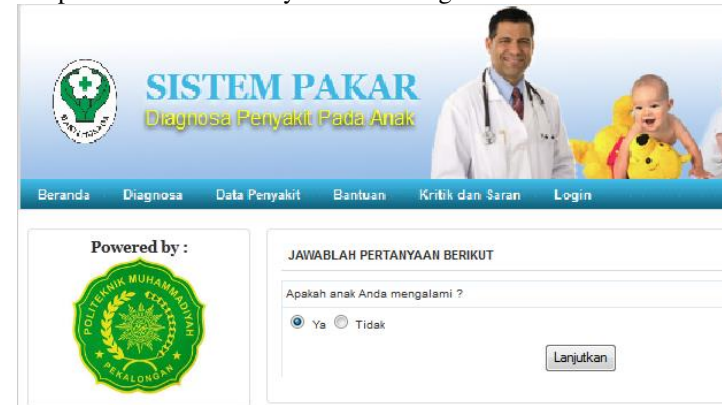 SISTEM PAKAR
Diagnosa Penyakit Pada Anak
Beranda Diagnosa Data Penyakit Bantuan Kritik dan Saran Login
Powered by :
POLITEKNIK MUHAMMADIYAH
PEKALONGAN
JAWABLAH PERTANYAAN BERIKUT
Apakah anak Anda mengalami ?
Ya Tidak
Lanjutkan